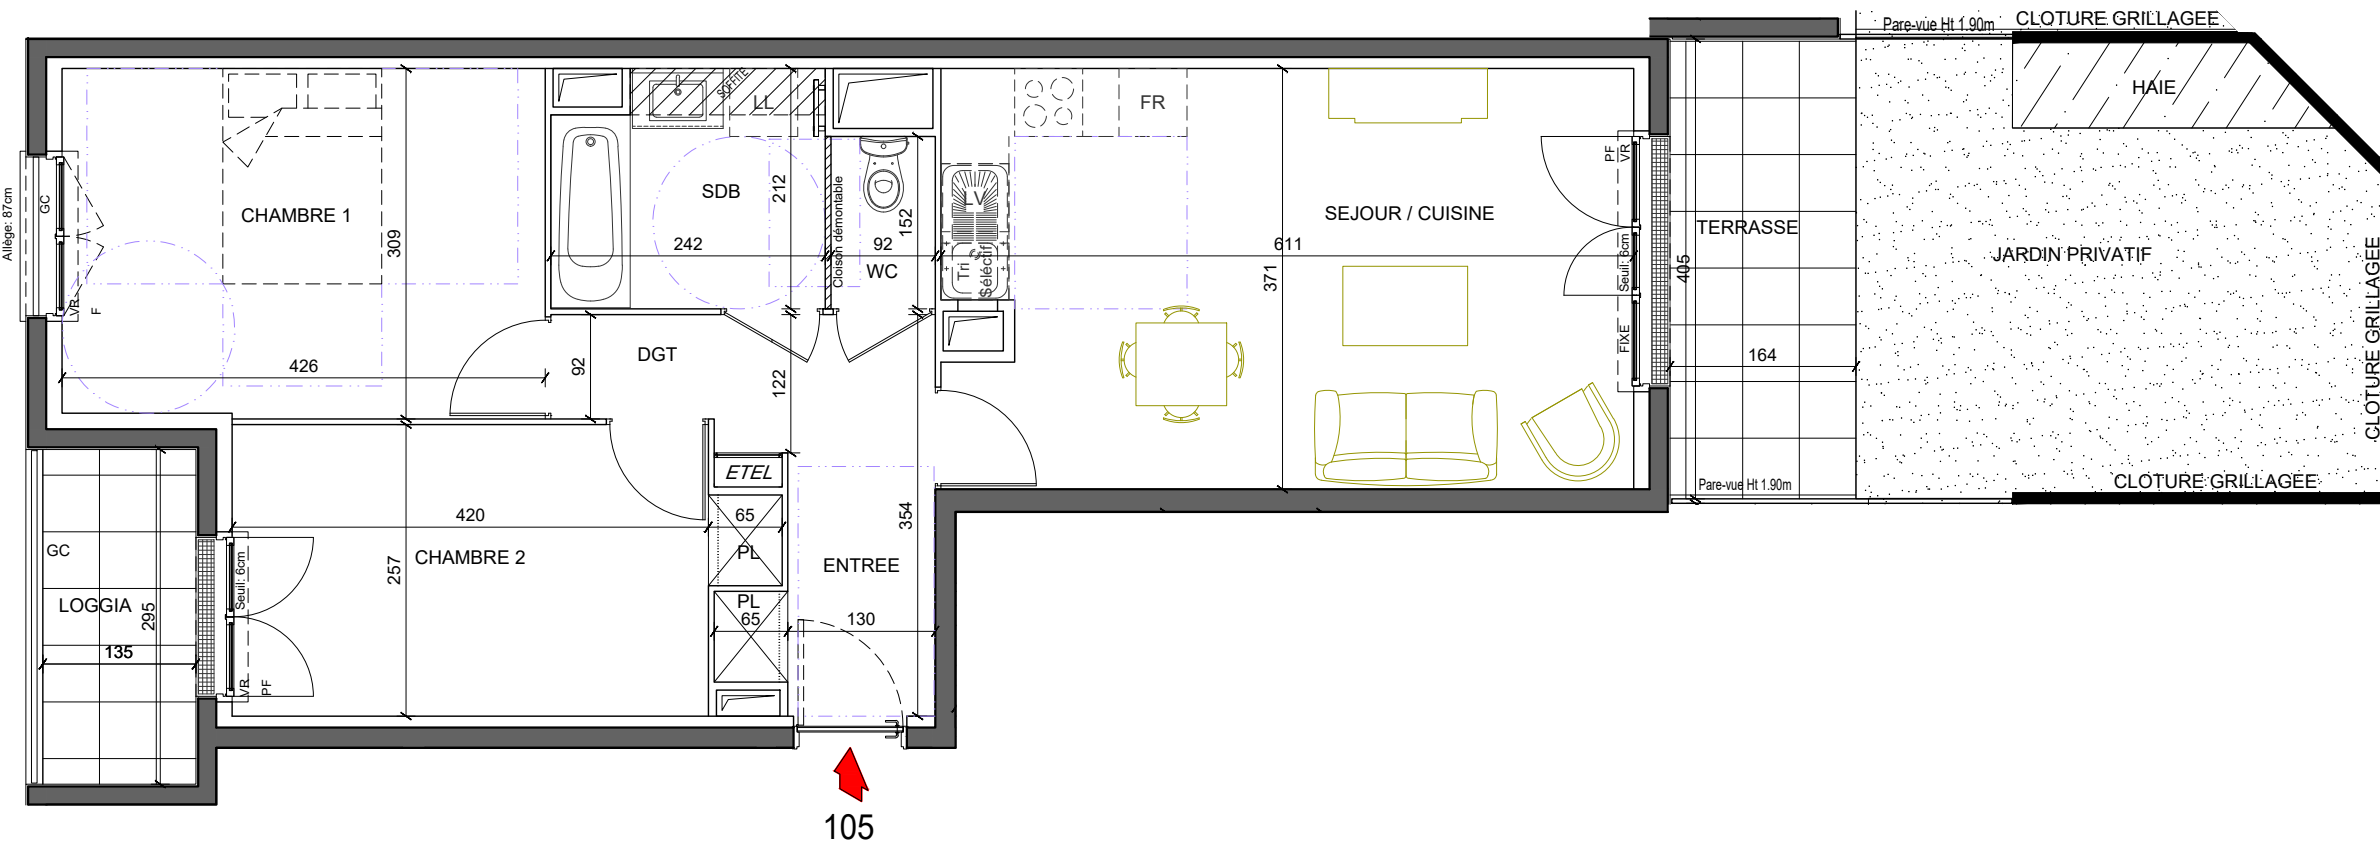 Pare-vue Ht 1.90m
CLOTURE GRILLAGEE
HAIE
SOFFITE
LL
FR
CHAMBRE 1
309
426
Allège: 87cm
GC
VR
F
SDB
212
242
Cloison démontable
152
92
WC
LV
Tri
Séléctif
SEJOUR / CUISINE
611
371
PF
VR
Seuil: 6cm
FIXE
TERRASSE
405
164
JARDIN PRIVATIF
CLOTURE GRILLAGEE
Pare-vue Ht 1.90m
CLOTURE GRILLAGEE
DGT
92
122
ETEL
420
65
PL
CHAMBRE 2
257
PL
65
354
ENTREE
130
GC
LOGGIA
295
135
Seuil: 6cm
VR
PF
105